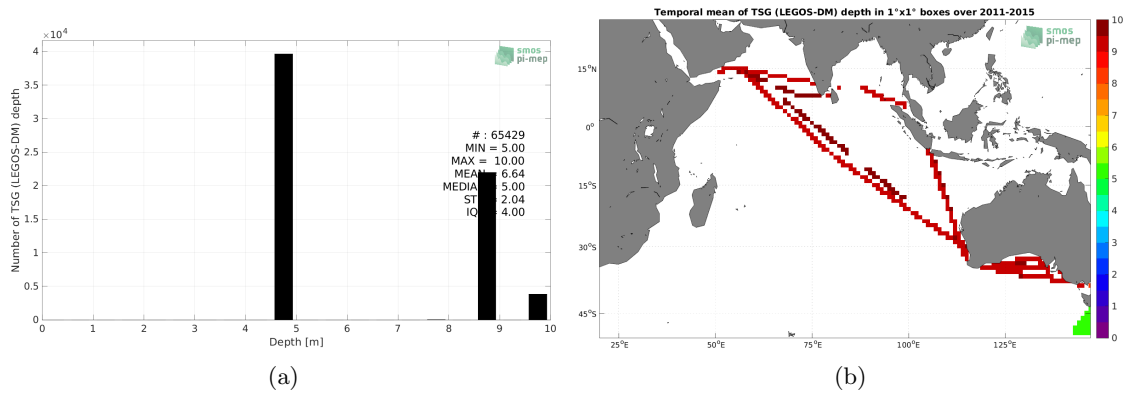 ×10⁴
4
3.5
3
2.5
2
1.5
1
0.5
0
Number of TSG (LEGOS-DM) depth
smos
pi-mep
# : 65429
MIN = 5.00
MAX = 10.00
MEAN = 6.64
MEDIA = 5.00
ST = 2.04
IQ = 4.00
0 1 2 3 4 5 6 7 8 9 10
Depth [m]
(a)
Temporal mean of TSG (LEGOS-DM) depth in 1°x1° boxes over 2011-2015
smos
pi-mep
15°N
0°
15°S
30°S
45°S
25°E 50°E 75°E 100°E 125°E
10
9
8
7
6
5
4
3
2
1
0
(b)